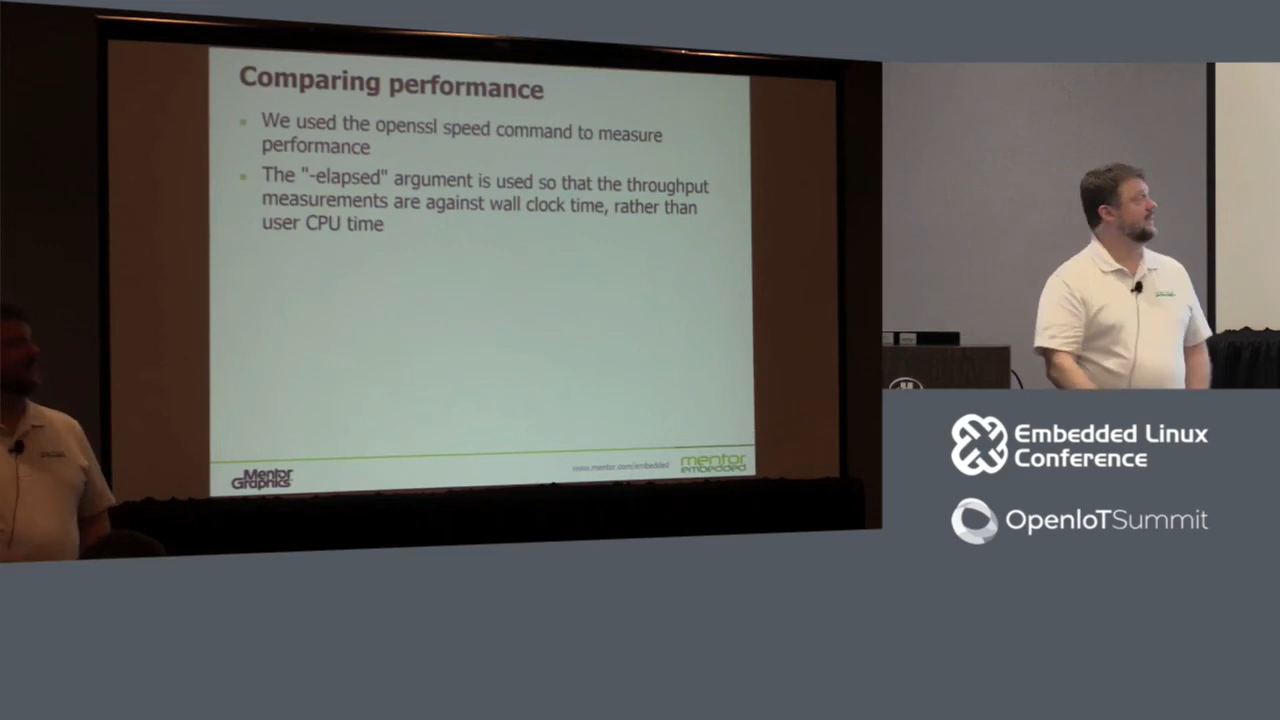 Comparing performance
We used the openssl speed command to measure
performance
The "-elapsed" argument is used so that the throughput
measurements are against wall clock time, rather than
user CPU time
Mentor
Graphics
www.mentor.com/embedded
mentor
embedded
Embedded Linux
Conference
OpenIoTSummit